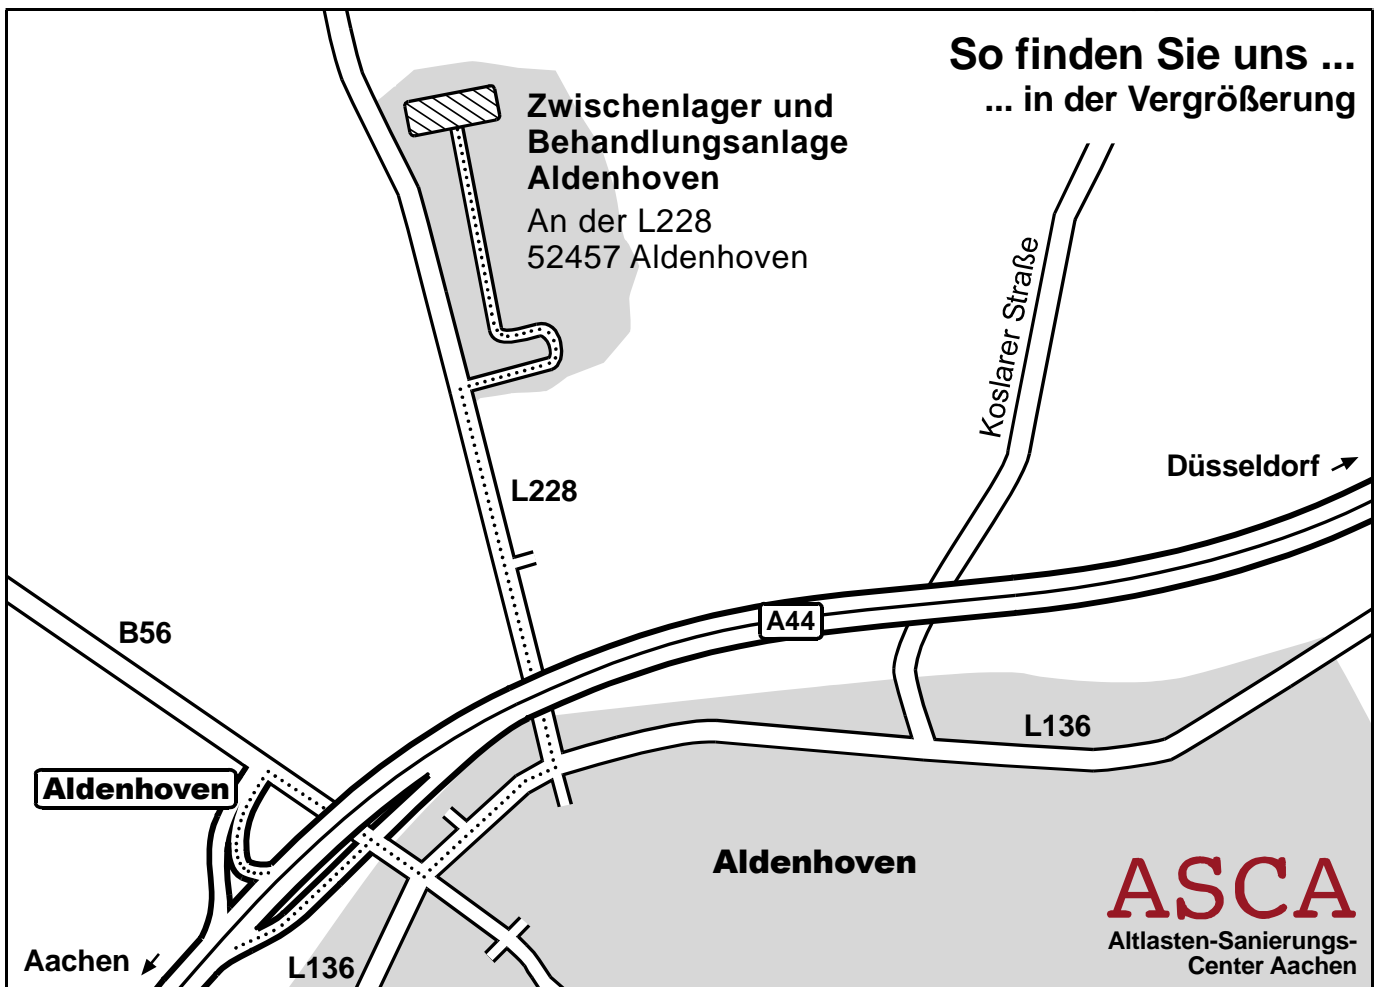 So finden Sie uns ...
... in der Vergrößerung
Zwischenlager und
Behandlungsanlage
Aldenhoven
An der L228
52457 Aldenhoven
Koslarer Straße
Düsseldorf
L228
A44
B56
L136
Aldenhoven
Aldenhoven
ASCA
Altlasten-Sanierungs-
Center Aachen
Aachen
L136